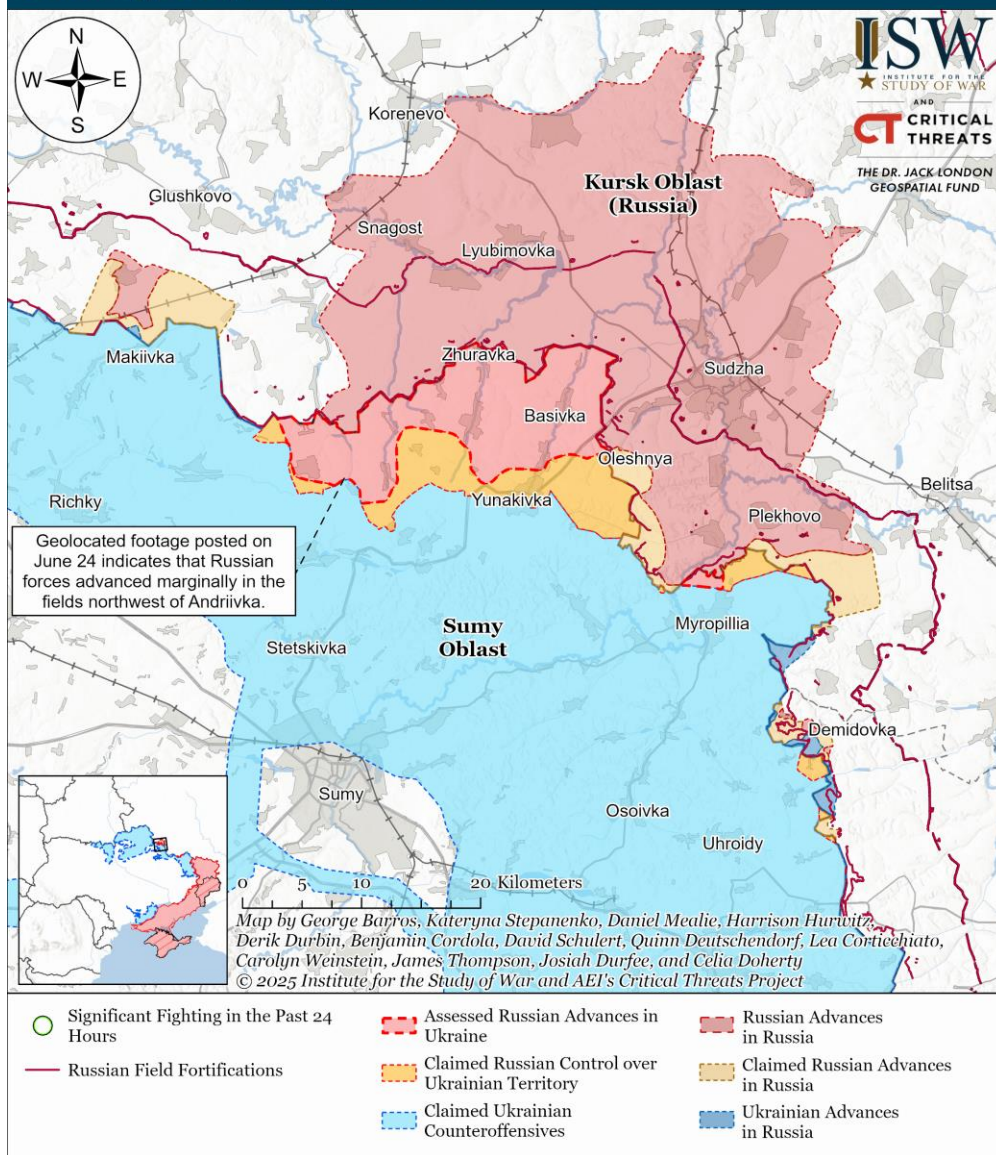 N
W E
S
ISW
INSTITUTE FOR THE
STUDY OF WAR
AND
CT CRITICAL
THREATS
THE DR. JACK LONDON
GEOSPATIAL FUND
Korenevo
Kursk Oblast
(Russia)
Glushkovo
Snagost
Lyubimovka
Makiivka
Zhuravka
Sudzha
Basivka
Oleshnya
Belitsa
Richky
Yunakivka
Plekhovo
Geolocated footage posted on
June 24 indicates that Russian
forces advanced marginally in the
fields northwest of Andriivka.
Myropillia
Sumy
Oblast
Stetskivka
Demidovka
Sumy
Osoivka
Uhroidy
0 5 10 20 Kilometers
Map by George Barros, Kateryna Stepanenko, Daniel Mealie, Harrison Hurwitz,
Derik Durbin, Benjamin Cordola, David Schulert, Quinn Deutschendorf, Lea Corticchiato,
Carolyn Weinstein, James Thompson, Josiah Durfee, and Celia Doherty
© 2025 Institute for the Study of War and AEI's Critical Threats Project
Significant Fighting in the Past 24
Hours
Russian Field Fortifications
Assessed Russian Advances in
Ukraine
Claimed Russian Control over
Ukrainian Territory
Claimed Ukrainian
Counteroffensives
Russian Advances
in Russia
Claimed Russian Advances
in Russia
Ukrainian Advances
in Russia